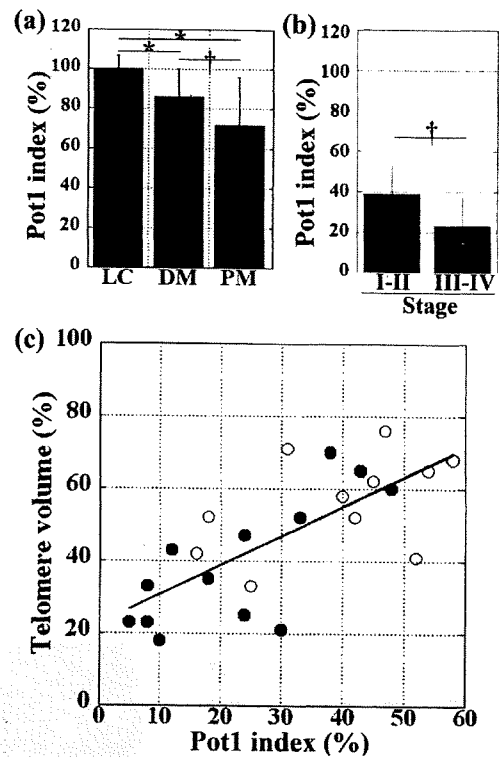 (a)
Pot1 index (%)
120
100
80
60
40
20
0
*
*
†
LC DM PM
(b)
Pot1 index (%)
120
100
80
60
40
20
0
†
I-II III-IV
Stage
(c)
Telomere volume (%)
100
80
60
40
20
0
0 10 20 30 40 50 60
Pot1 index (%)